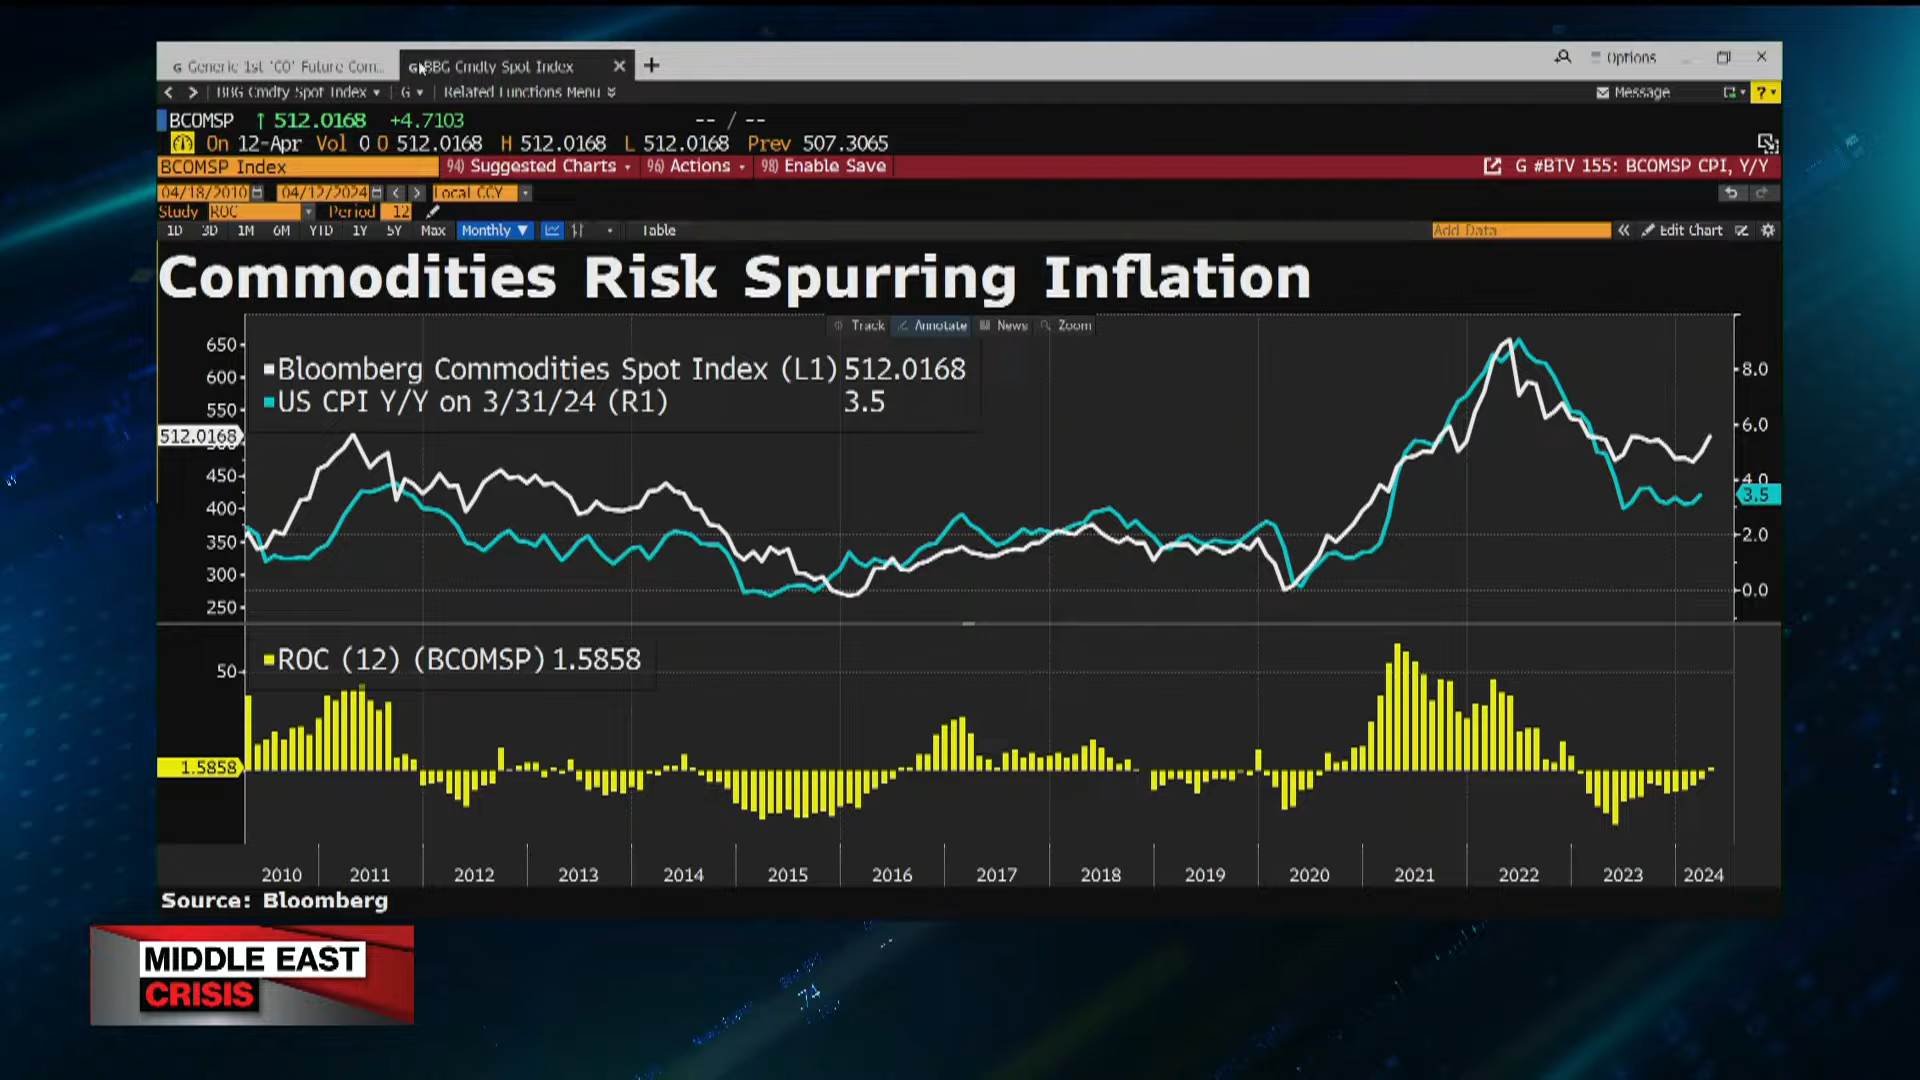 G Generic 1st 'CO' Future Com... G BBG Cmdty Spot Index × +
Options
< > BBG Cmdty Spot Index G Related Functions Menu
Message ?
BCOMSP ↑ 512.0168 +4.7103 -- / --
On 12-Apr Vol 0 O 512.0168 H 512.0168 L 512.0168 Prev 507.3065
BCOMSP Index 94) Suggested Charts 96) Actions 98) Enable Save G #BTV 155: BCOMSP CPI, Y/Y
04/18/2010 04/12/2024 < > Local CCY
Study ROC Period 12
1D 3D 1M 6M YTD 1Y 5Y Max Monthly ▼ Table Add Data « Edit Chart
Commodities Risk Spurring Inflation
Track Annotate News Zoom
Bloomberg Commodities Spot Index (L1) 512.0168
US CPI Y/Y on 3/31/24 (R1) 3.5
650
600
550
512.0168
450
400
350
300
250
8.0
6.0
4.0
3.5
2.0
0.0
ROC (12) (BCOMSP) 1.5858
50
1.5858
2010 2011 2012 2013 2014 2015 2016 2017 2018 2019 2020 2021 2022 2023 2024
Source: Bloomberg
MIDDLE EAST
CRISIS